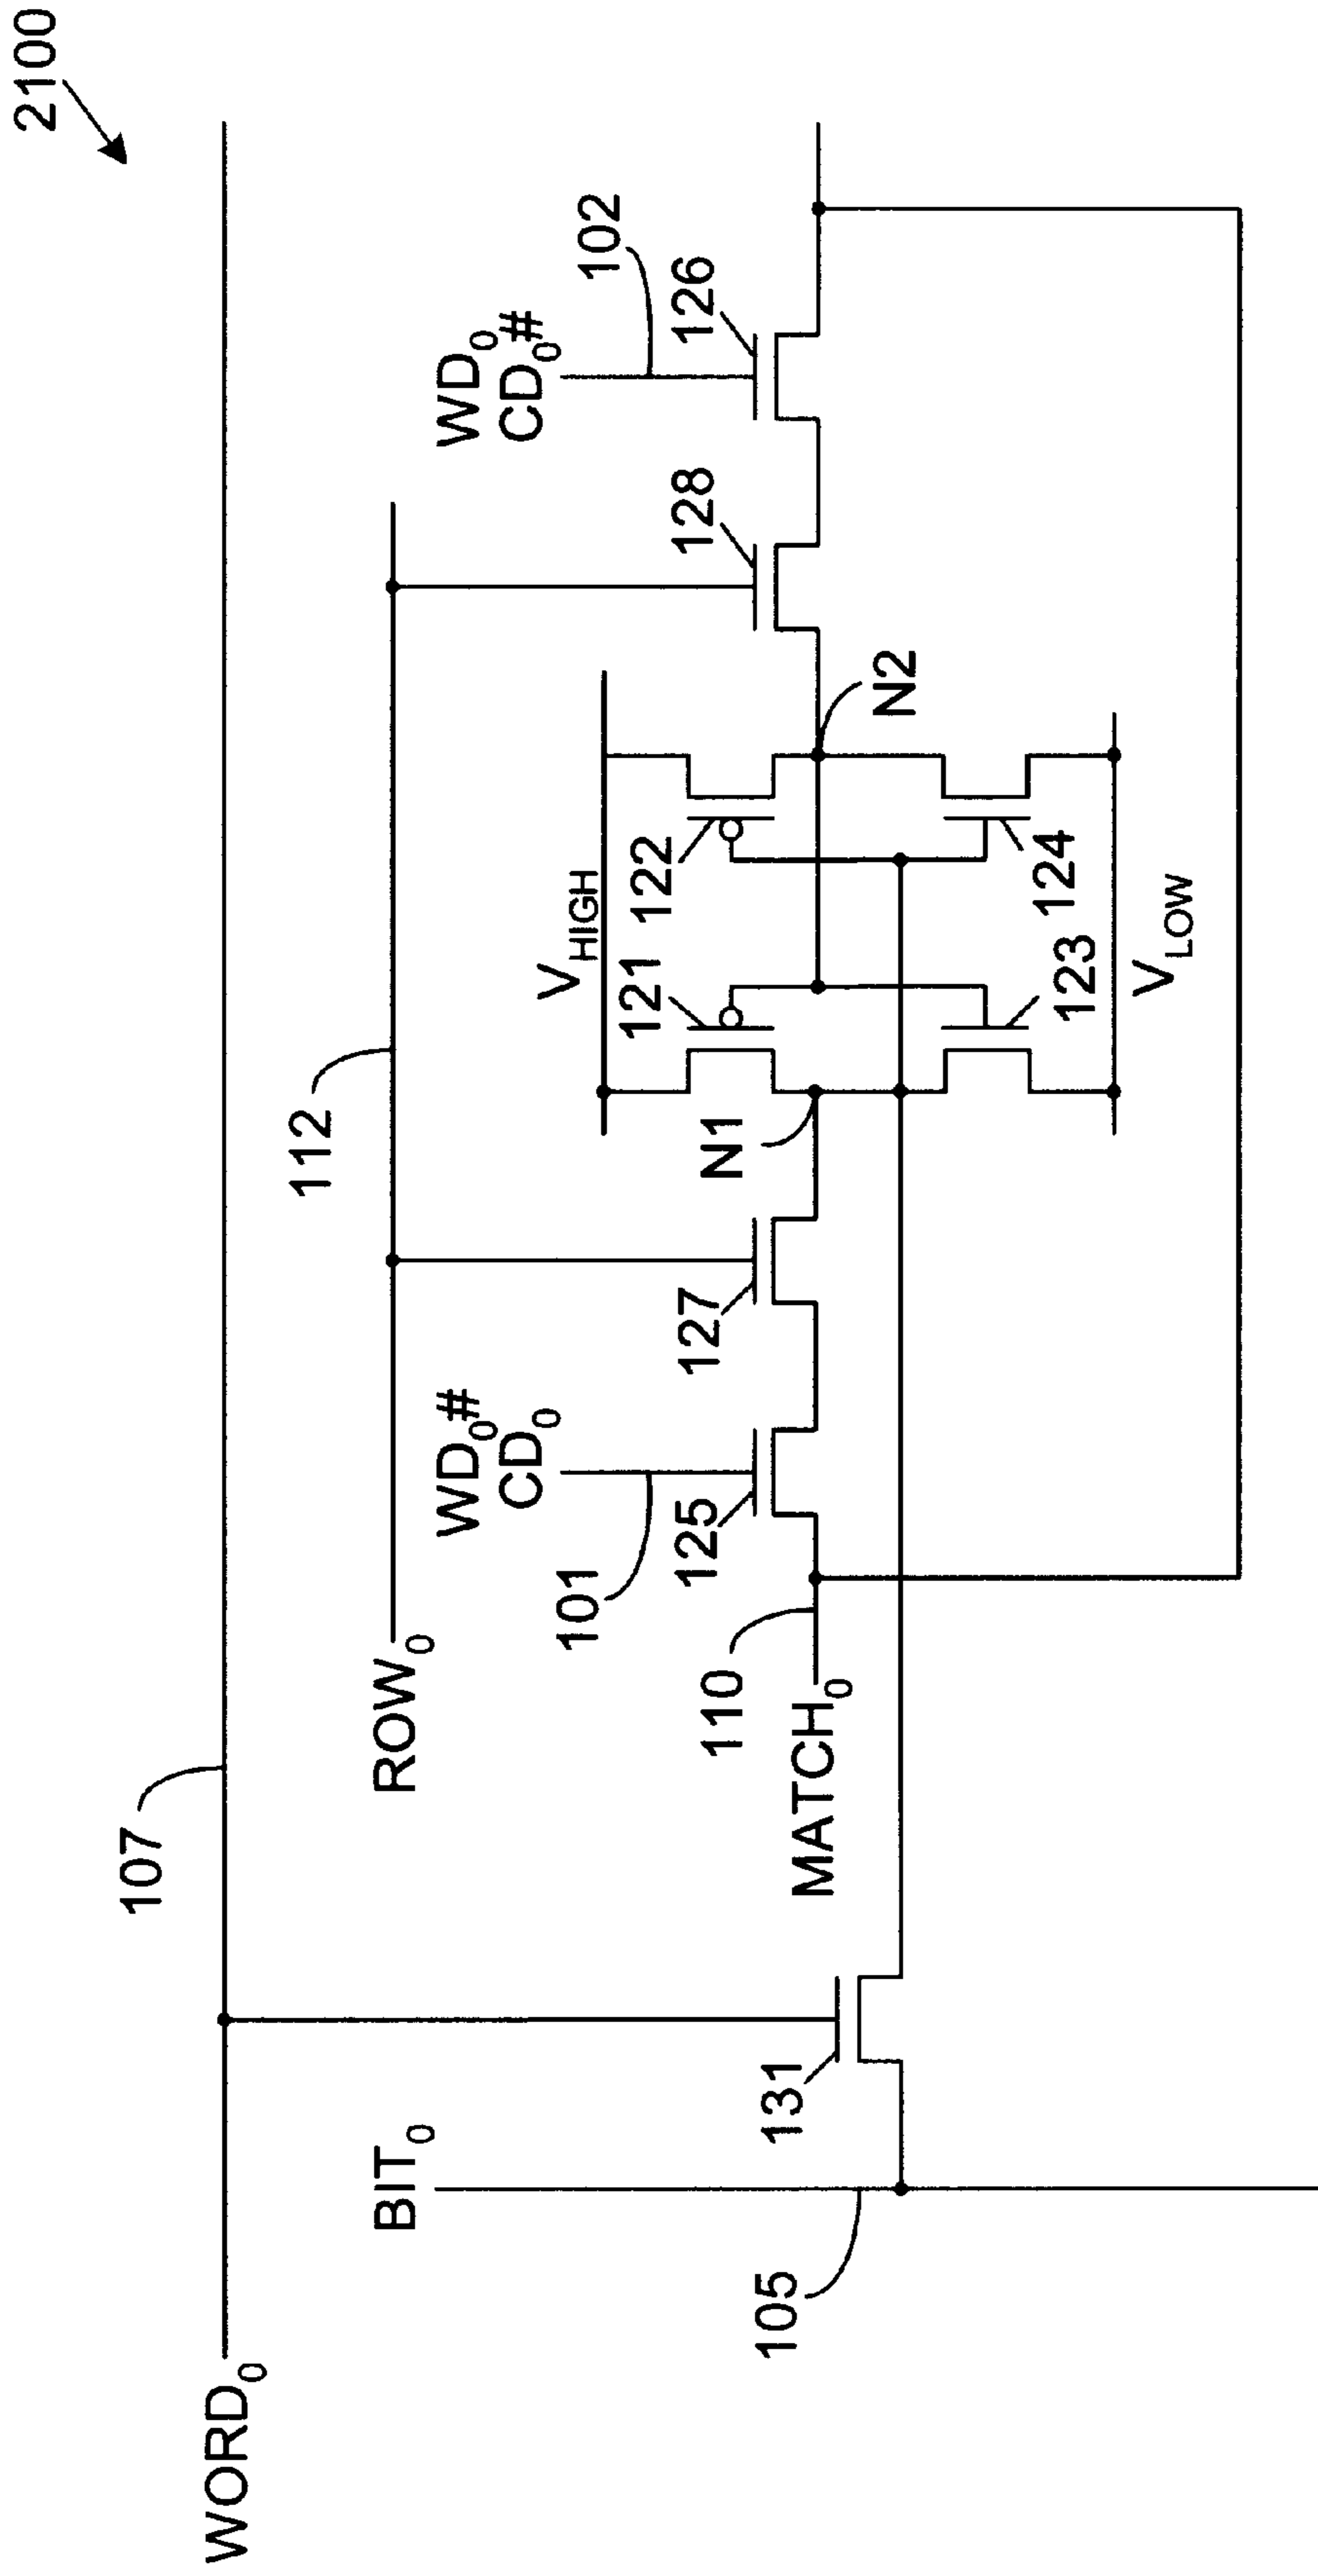 2100
WORD0
107
ROW0
112
BIT0
WD0#
CD0
WD0
CD0#
101
102
125
127
128
126
VHIGH
121
122
N1
N2
MATCH0
110
131
105
123
124
VLOW